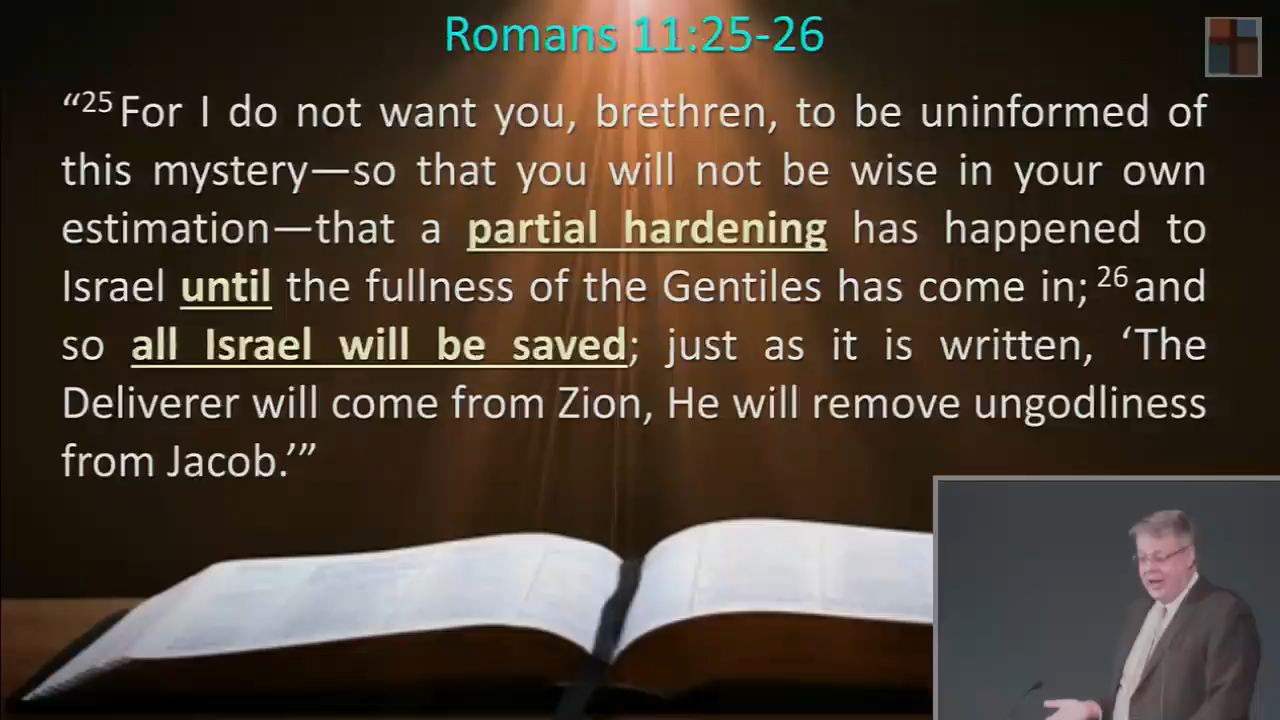 Romans 11:25-26
“25 For I do not want you, brethren, to be uninformed of
this mystery—so that you will not be wise in your own
estimation—that a partial hardening has happened to
Israel until the fullness of the Gentiles has come in; 26 and
so all Israel will be saved; just as it is written, ‘The
Deliverer will come from Zion, He will remove ungodliness
from Jacob.’”